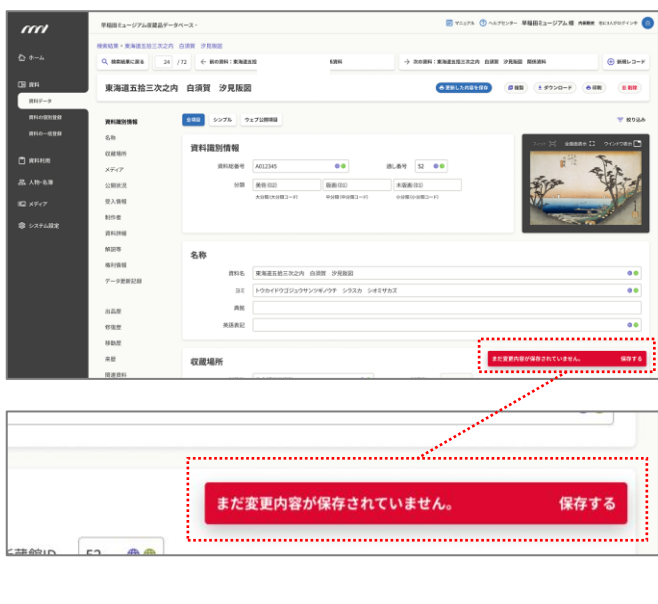 早稲田ミュージアム収蔵品データベース
マニュアル ヘルプセンター 早稲田ミュージアム 様
検索結果 > 東海道五拾三次之内 白須賀 汐見阪図
検索結果に戻る 24 /72 ← 前の資料：東海道五拾 → 次の資料：東海道五拾三次之内 白須賀 汐見阪図 関係資料 新規レコード
ホーム
東海道五拾三次之内 白須賀 汐見阪図
更新した内容を保存 複製 ダウンロード 印刷 削除
資料
資料データ
資料の個別登録
資料の一括登録
資料利用
人物・名簿
メディア
システム設定
資料識別情報
名称
収蔵場所
メディア
公開状況
受入情報
制作者
資料詳細
解説等
権利情報
データ更新記録
出品歴
修復歴
移動歴
来歴
関連資料
全項目 シンプル ウェブ公開項目 絞り込み
資料識別情報
資料総番号 A012345 通し番号 52
分類 美術(02) 版画(01) 木版画(01)
大分類(大分類コード) 中分類(中分類コード) 小分類(小分類コード)
全画面表示 ウインドウ表示
名称
資料名 東海道五拾三次之内 白須賀 汐見阪図
ヨミ トウカイドウゴジュウサンツギノウチ シラスカ シオミザカズ
員数
英語表記
収蔵場所
まだ変更内容が保存されていません。 保存する
まだ変更内容が保存されていません。 保存する
蔵館ID 52